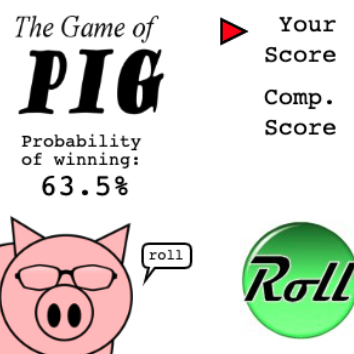 The Game of
PIG
Probability
of winning:
63.5%
Your
Score
Comp.
Score
roll
Roll